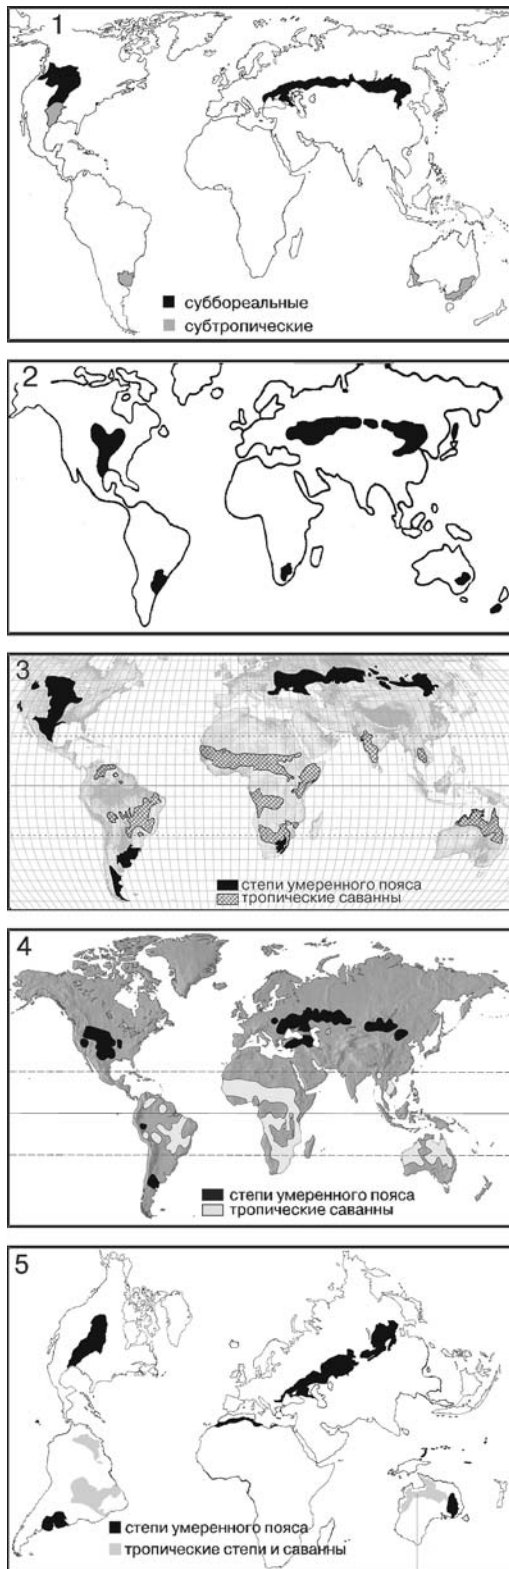 1
суббореальные
субтропические
2
3
степи умеренного пояса
тропические саванны
4
степи умеренного пояса
тропические саванны
5
степи умеренного пояса
тропические степи и саванны